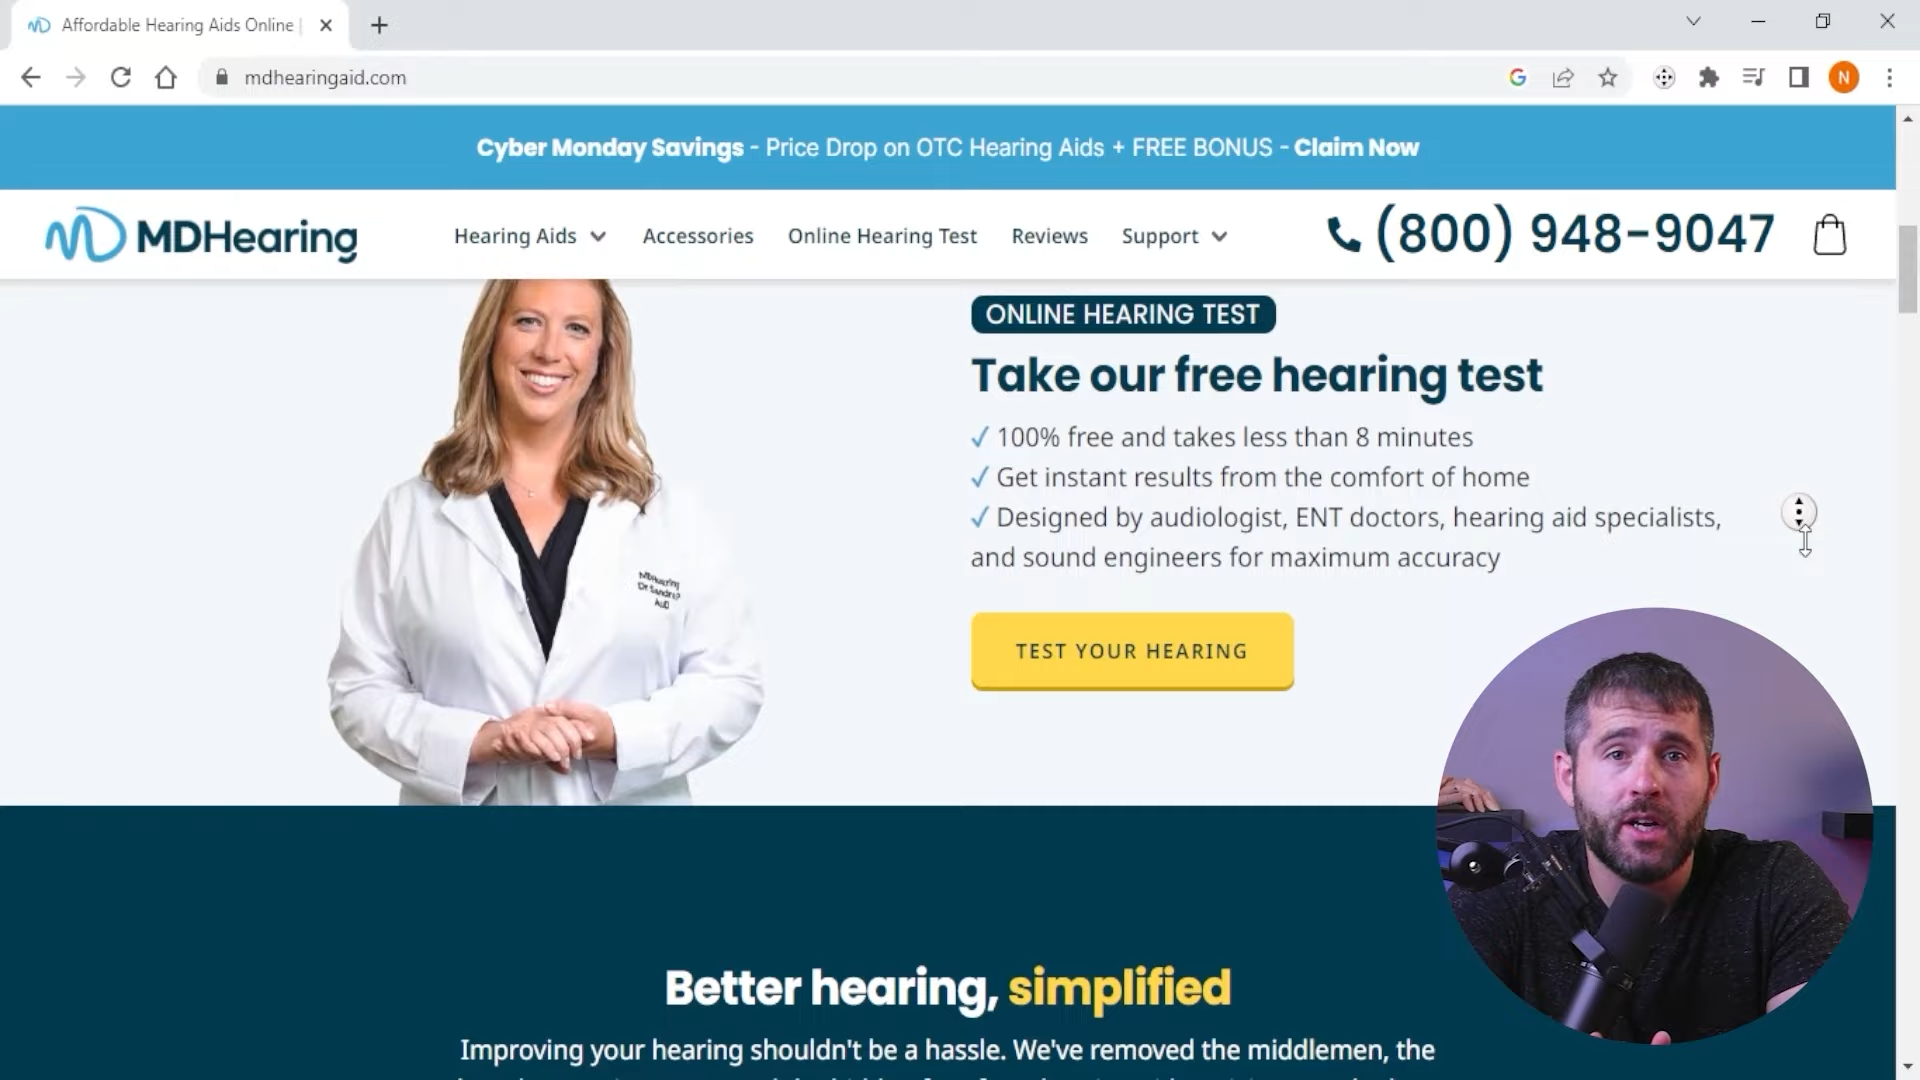 Affordable Hearing Aids Online |
mdhearingaid.com
N
Cyber Monday Savings - Price Drop on OTC Hearing Aids + FREE BONUS - Claim Now
MDHearing
Hearing Aids
Accessories
Online Hearing Test
Reviews
Support
(800) 948-9047
ONLINE HEARING TEST
Take our free hearing test
✓ 100% free and takes less than 8 minutes
✓ Get instant results from the comfort of home
✓ Designed by audiologist, ENT doctors, hearing aid specialists,
and sound engineers for maximum accuracy
MDHearing
AuD
TEST YOUR HEARING
Better hearing, simplified
Improving your hearing shouldn't be a hassle. We've removed the middlemen, the